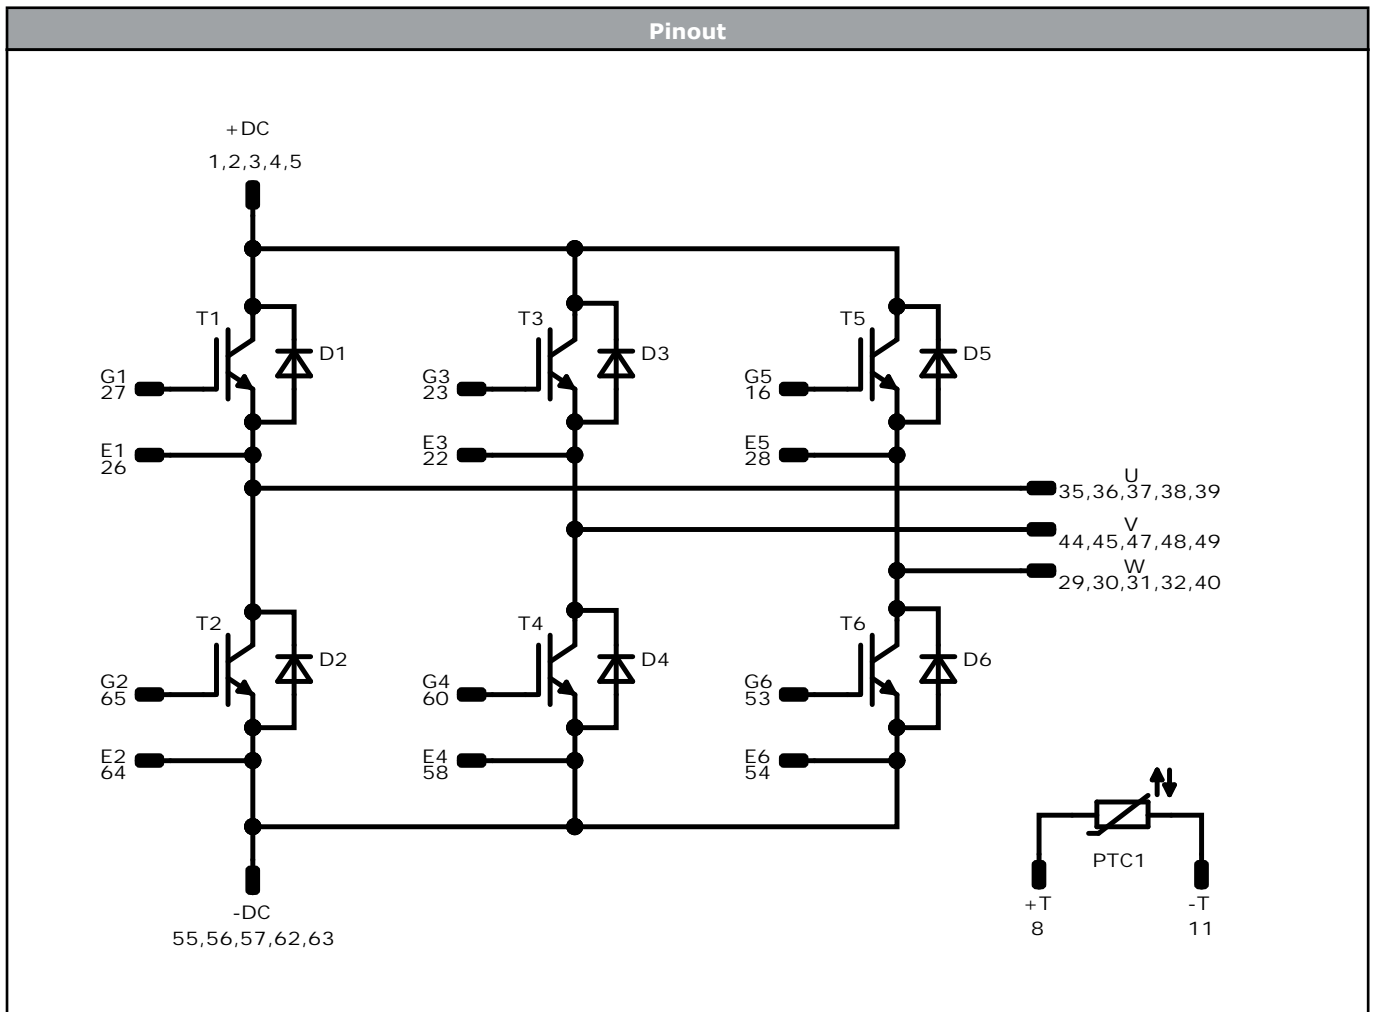 Pinout
+DC
1,2,3,4,5
T1
D1
G1
27
E1
26
T3
D3
G3
23
E3
22
T5
D5
G5
16
E5
28
U
35,36,37,38,39
V
44,45,47,48,49
W
29,30,31,32,40
T2
D2
G2
65
E2
64
T4
D4
G4
60
E4
58
T6
D6
G6
53
E6
54
-DC
55,56,57,62,63
PTC1
+T
8
-T
11